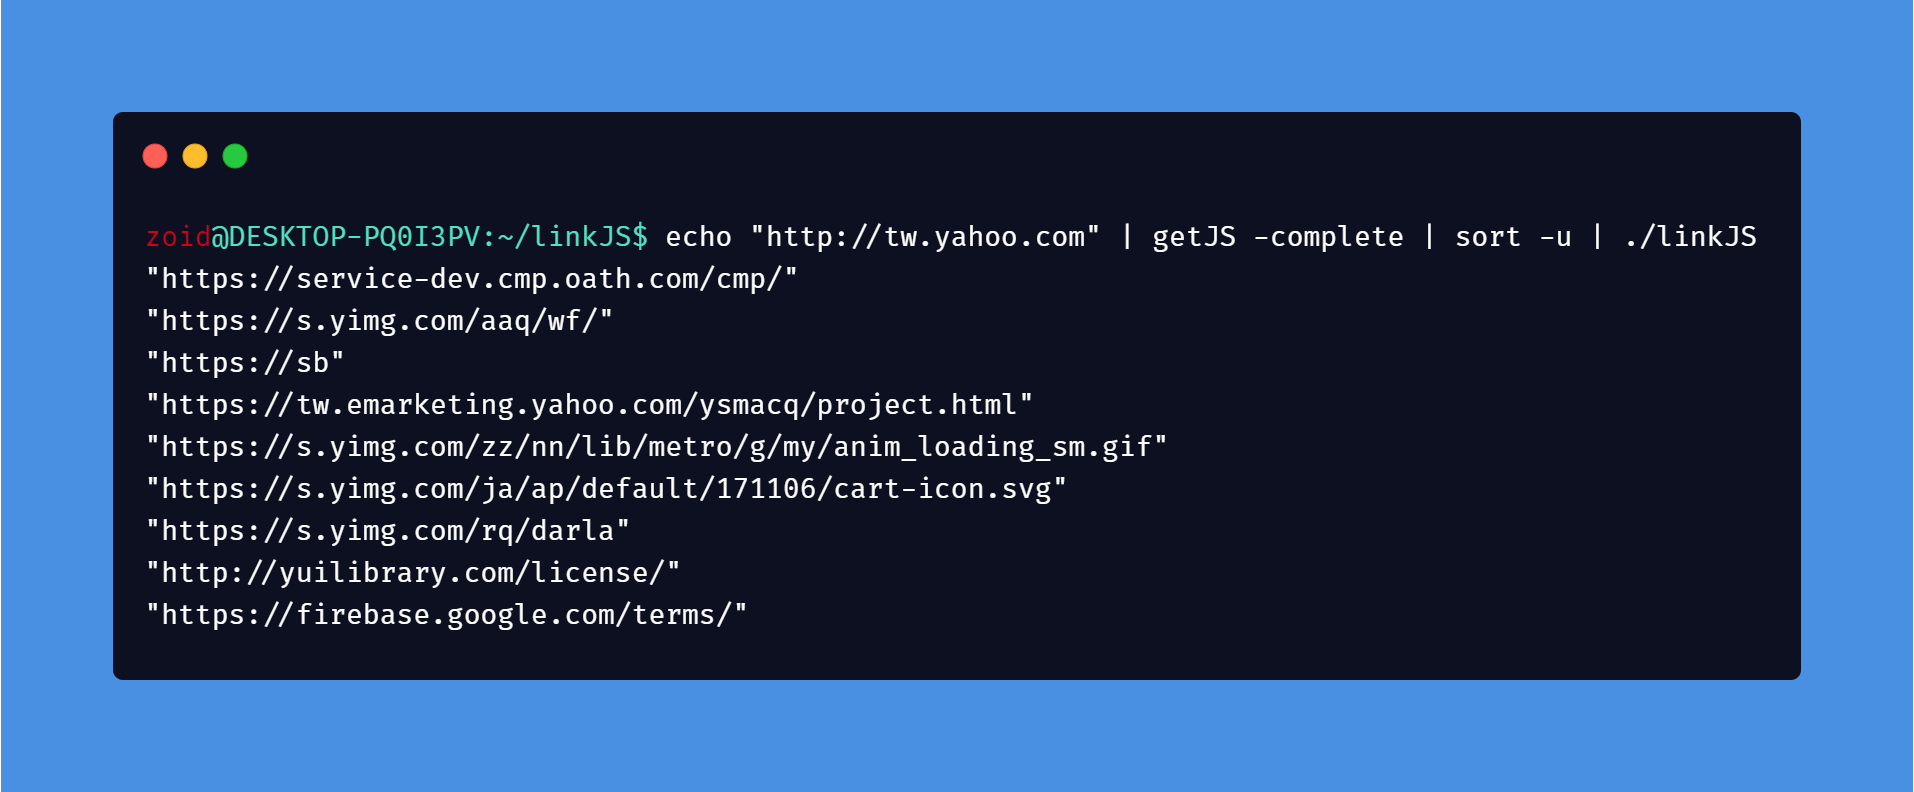 zoid@DESKTOP-PQ0I3PV:~/linkJS$ echo "http://tw.yahoo.com" | getJS -complete | sort -u | ./linkJS
"https://service-dev.cmp.oath.com/cmp/"
"https://s.yimg.com/aaq/wf/"
"https://sb"
"https://tw.emarketing.yahoo.com/ysmacq/project.html"
"https://s.yimg.com/zz/nn/lib/metro/g/my/anim_loading_sm.gif"
"https://s.yimg.com/ja/ap/default/171106/cart-icon.svg"
"https://s.yimg.com/rq/darla"
"http://yuilibrary.com/license/"
"https://firebase.google.com/terms/"